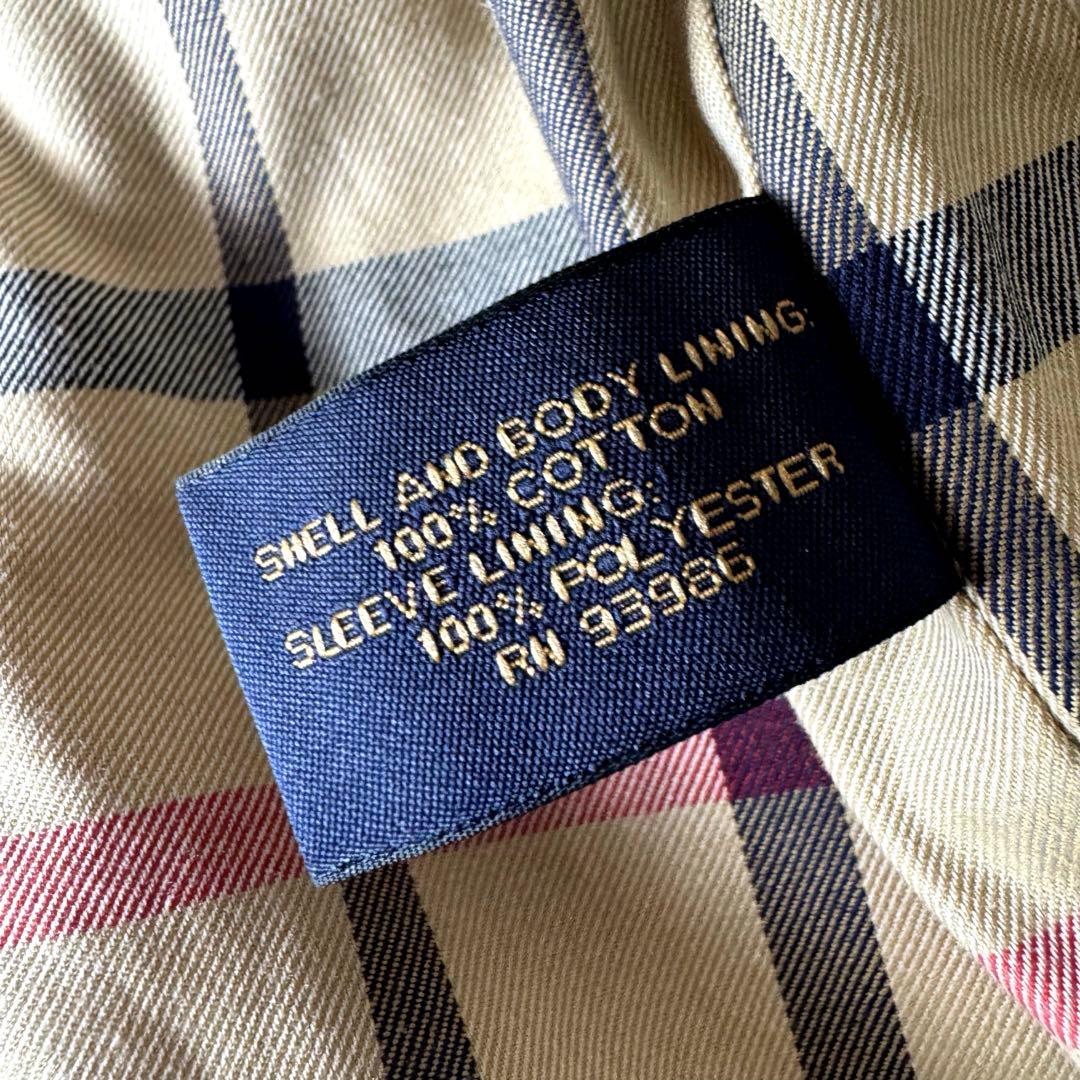 SHELL AND BODY LINING:
100% COTTON
SLEEVE LINING:
100% POLYESTER
RN 93986